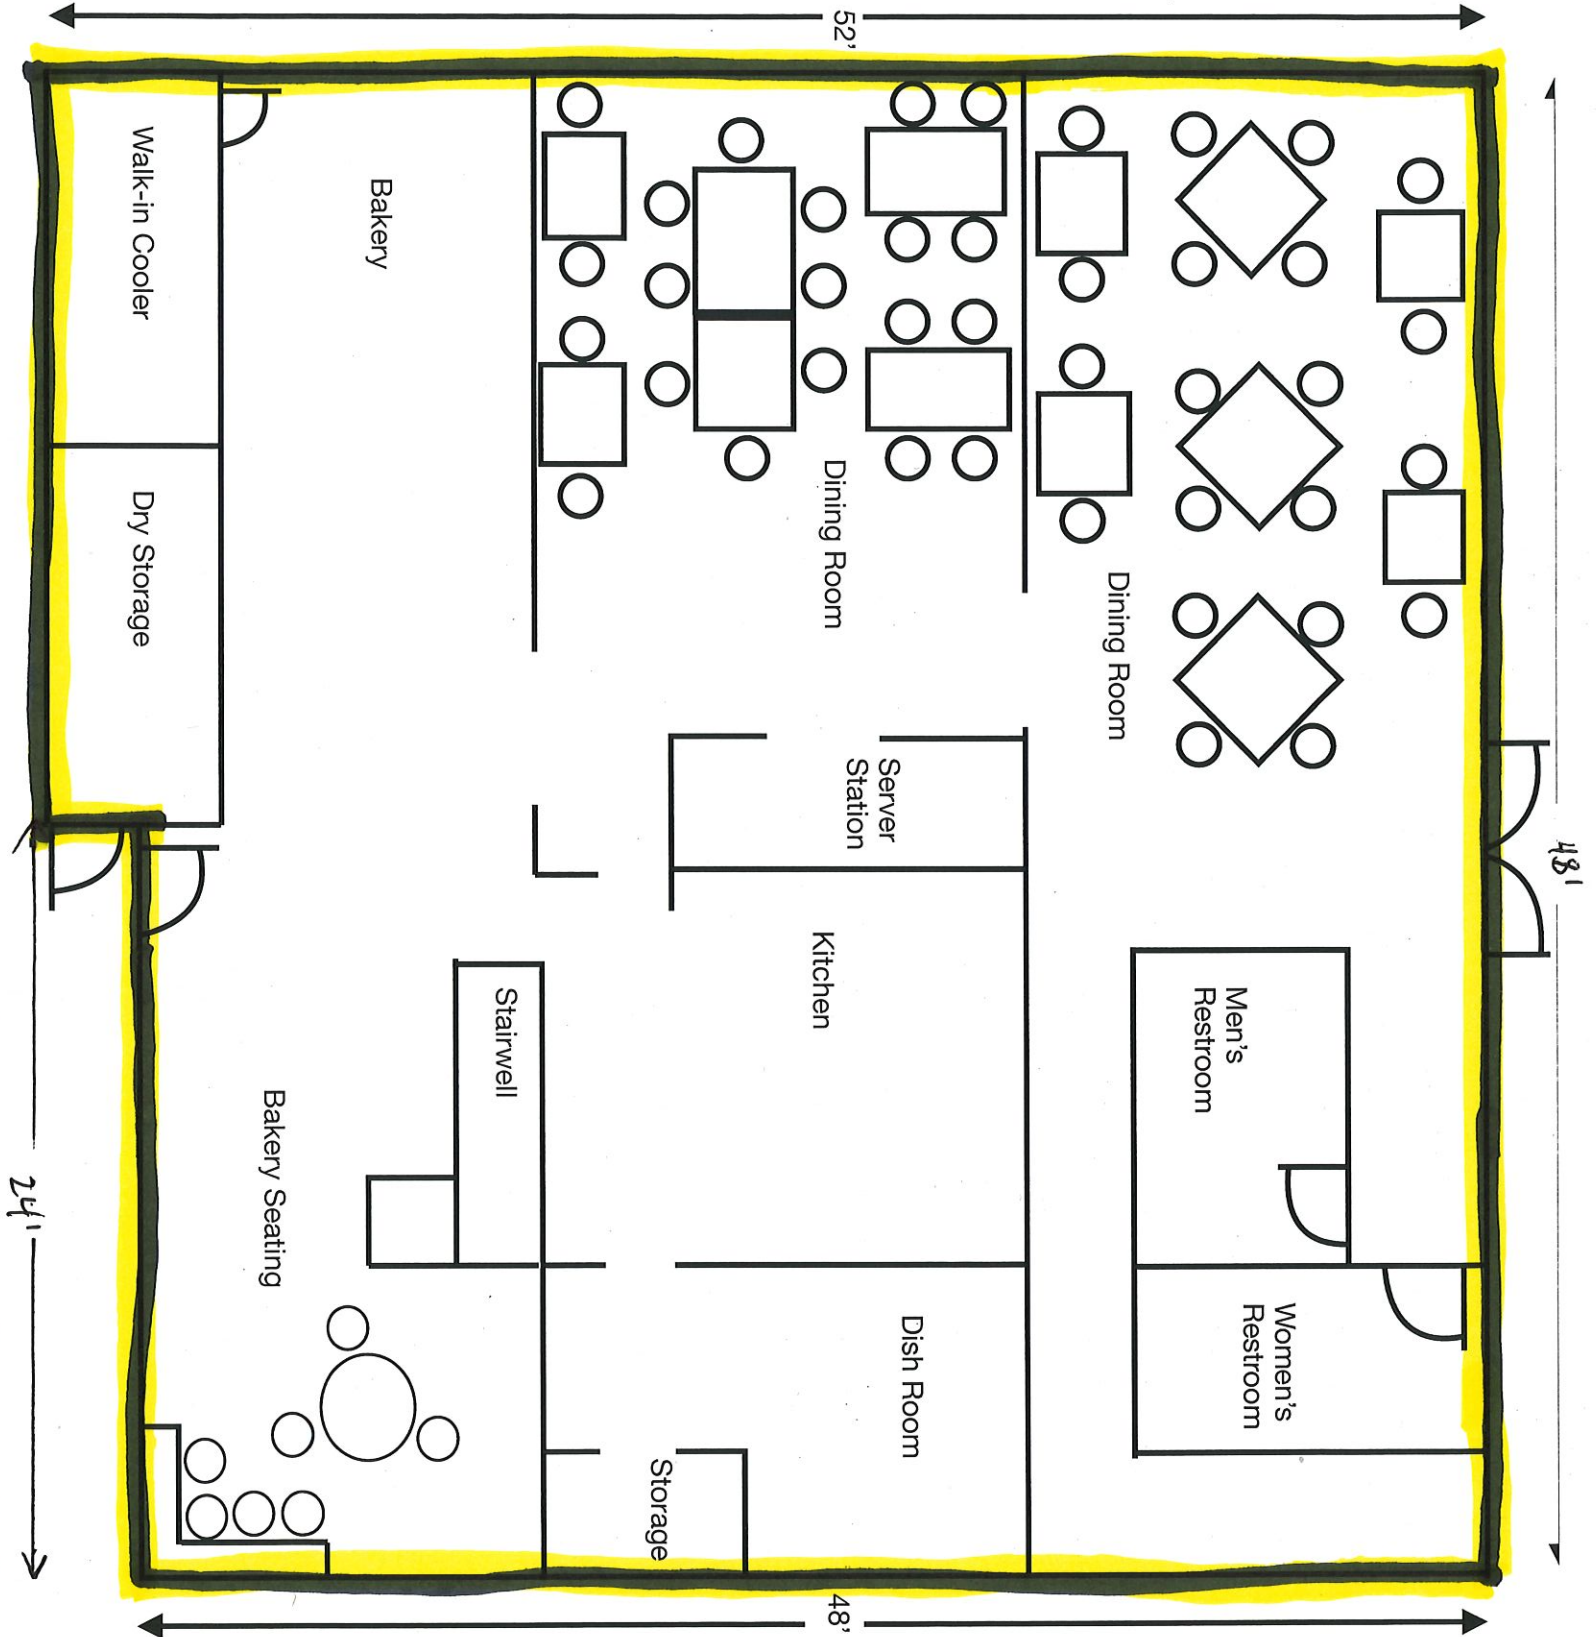 52'
48'
48'
24'
Walk-in Cooler
Dry Storage
Bakery
Dining Room
Dining Room
Server
Station
Kitchen
Stairwell
Bakery Seating
Men's
Restroom
Women's
Restroom
Dish Room
Storage